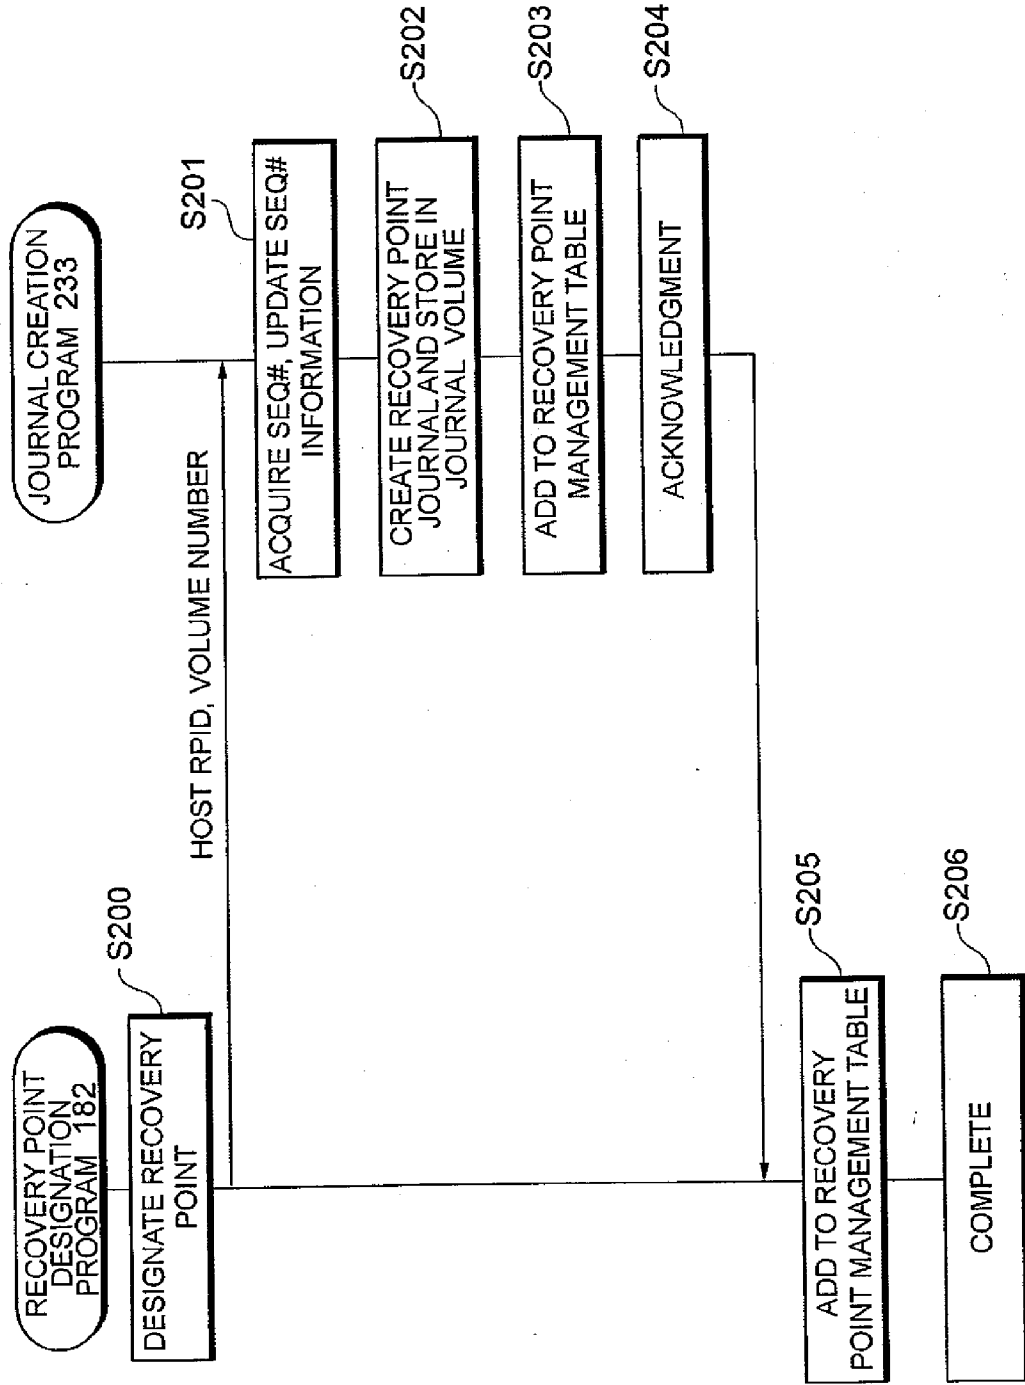 RECOVERY POINT
DESIGNATION
PROGRAM 182
DESIGNATE RECOVERY
POINT
S200
HOST RPID, VOLUME NUMBER
JOURNAL CREATION
PROGRAM 233
ACQUIRE SEQ#, UPDATE SEQ#
INFORMATION
S201
CREATE RECOVERY POINT
JOURNAL AND STORE IN
JOURNAL VOLUME
S202
ADD TO RECOVERY POINT
MANAGEMENT TABLE
S203
ACKNOWLEDGMENT
S204
ADD TO RECOVERY
POINT MANAGEMENT TABLE
S205
COMPLETE
S206